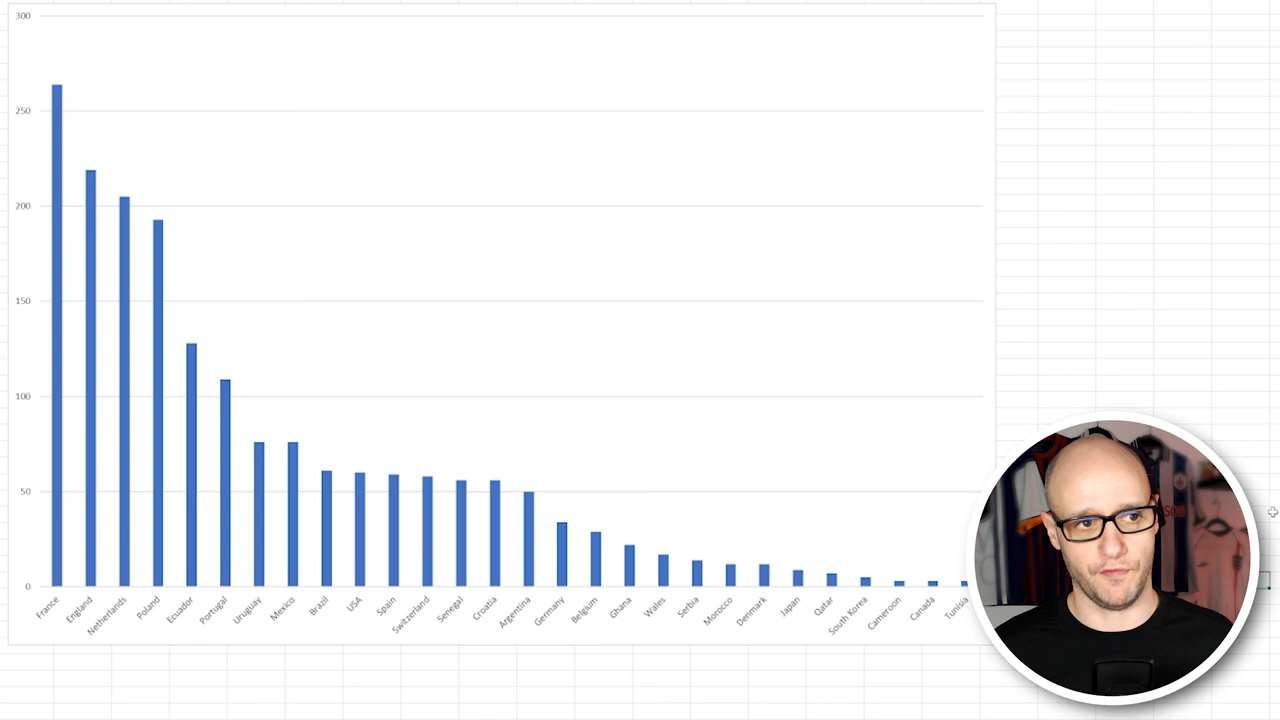 300
250
200
150
100
50
0
France
England
Netherlands
Poland
Ecuador
Portugal
Uruguay
Mexico
Brazil
USA
Spain
Switzerland
Senegal
Croatia
Argentina
Germany
Belgium
Ghana
Wales
Serbia
Morocco
Denmark
Japan
Qatar
South Korea
Cameroon
Canada
Tunisia